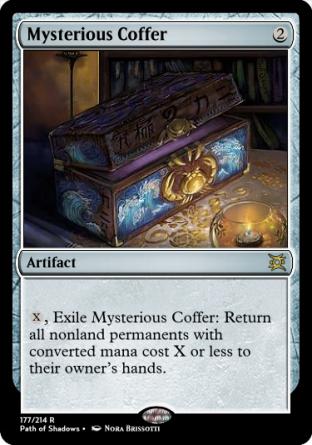 Mysterious Coffer 2
Artifact
X, Exile Mysterious Coffer: Return
all nonland permanents with
converted mana cost X or less to
their owner's hands.
177/214 R
Path of Shadows • Nora Brissotti